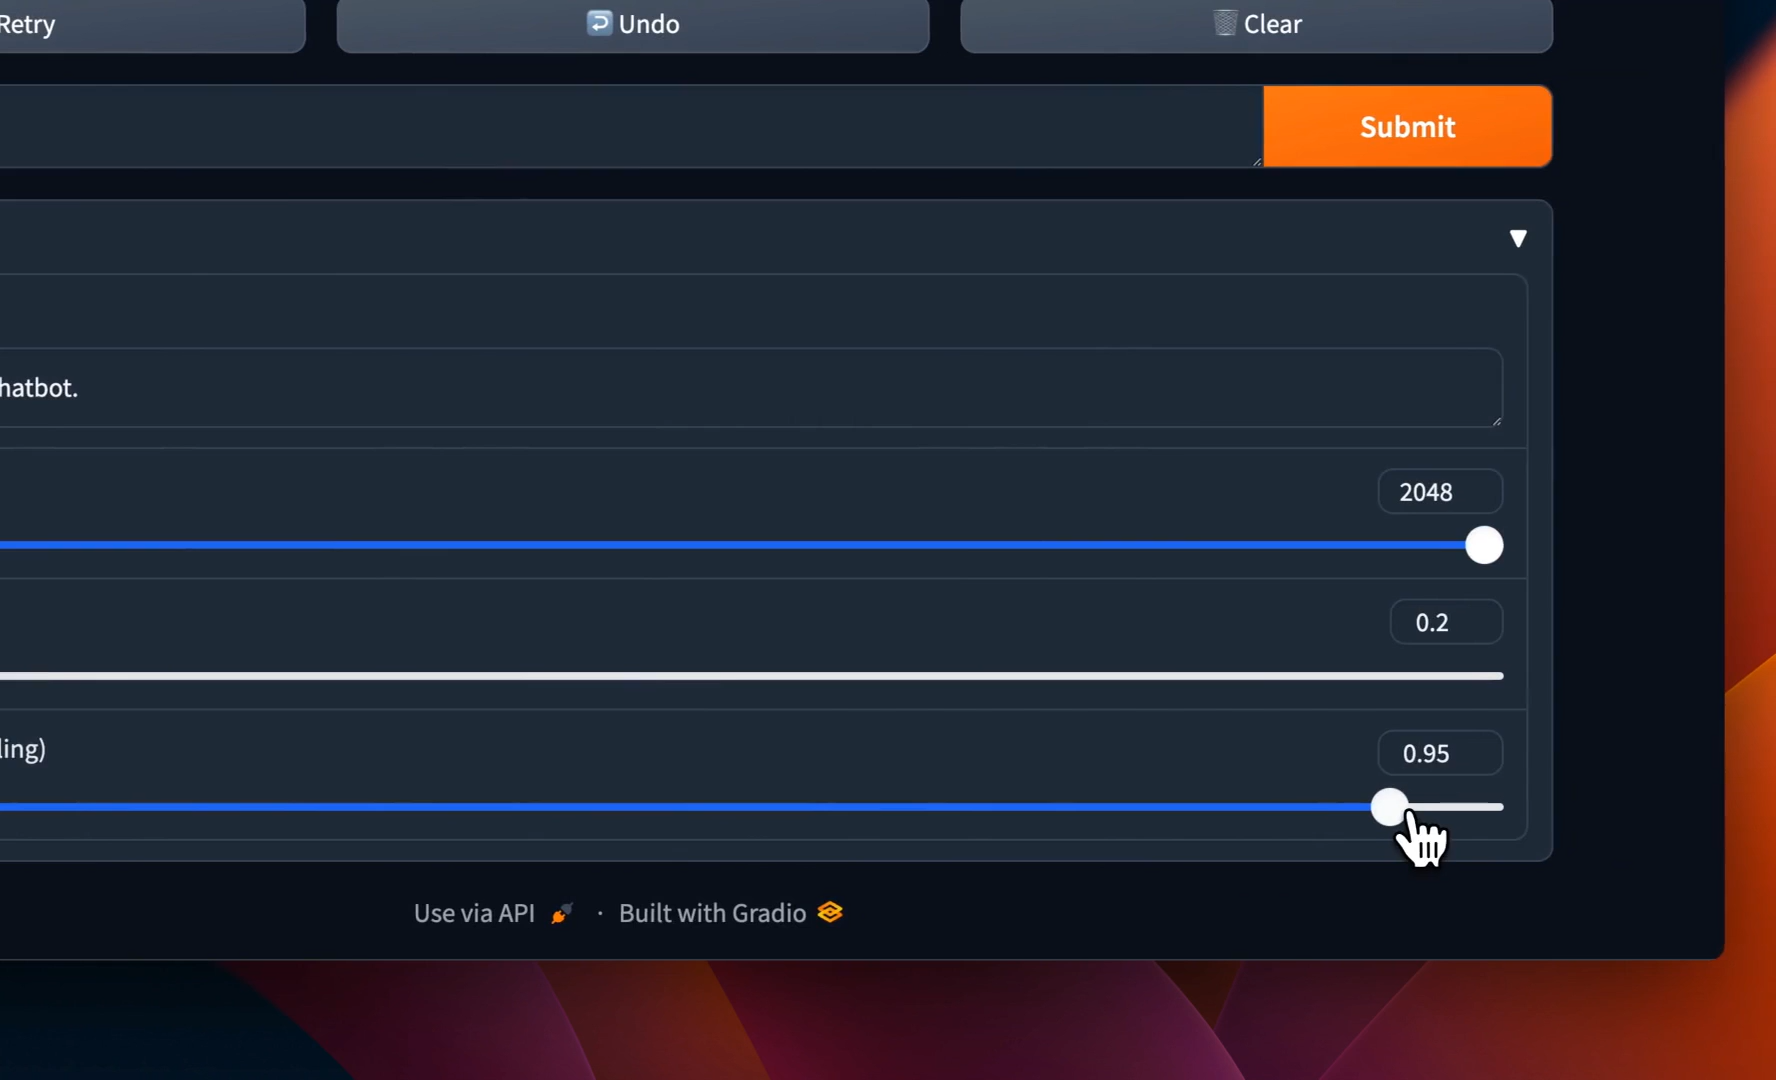 Retry
Undo
Clear
Submit
hatbot.
2048
0.2
ling)
0.95
Use via API · Built with Gradio